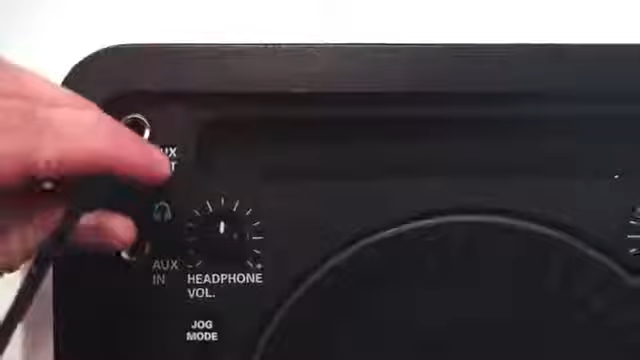 AUX
IN
HEADPHONE
VOL.
JOG
MODE